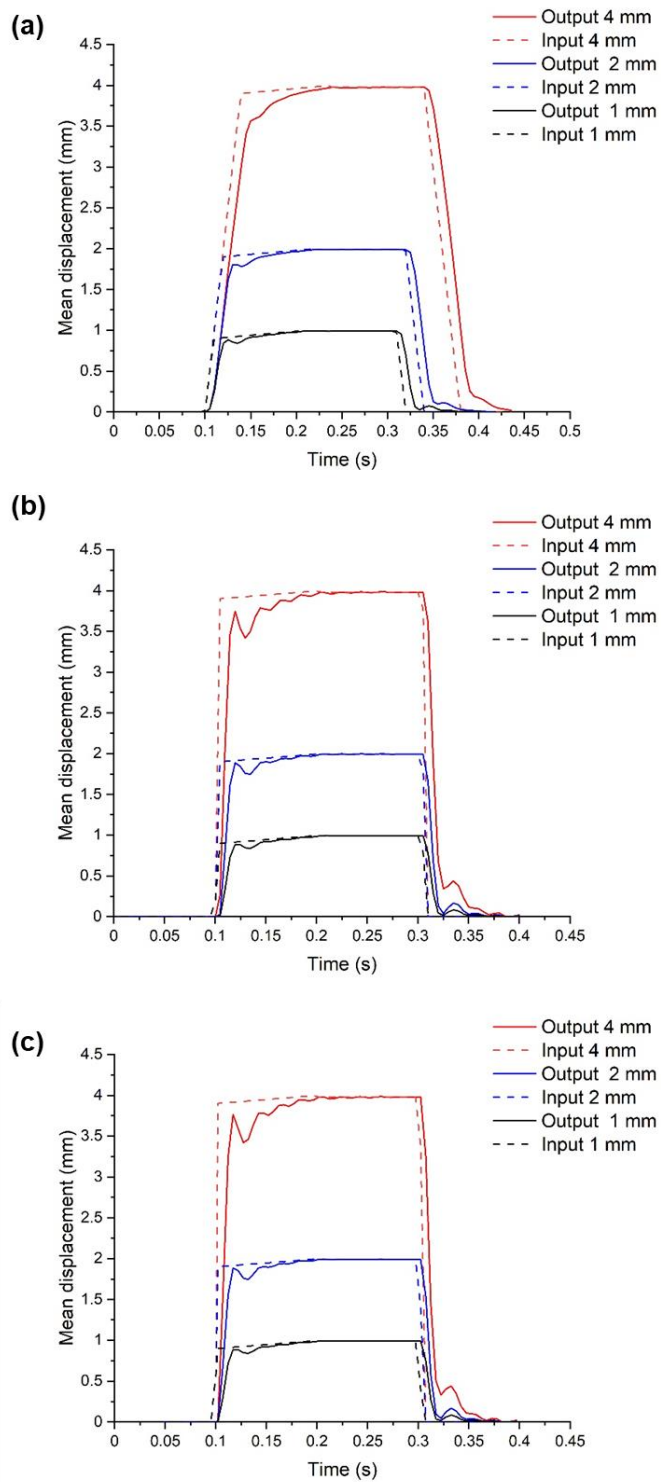 (a)
Output 4 mm
Input 4 mm
Output 2 mm
Input 2 mm
Output 1 mm
Input 1 mm
Mean displacement (mm)
4.5
4
3.5
3
2.5
2
1.5
1
0.5
0
0 0.05 0.1 0.15 0.2 0.25 0.3 0.35 0.4 0.45 0.5
Time (s)
(b)
Output 4 mm
Input 4 mm
Output 2 mm
Input 2 mm
Output 1 mm
Input 1 mm
Mean displacement (mm)
4.5
4
3.5
3
2.5
2
1.5
1
0.5
0
0 0.05 0.1 0.15 0.2 0.25 0.3 0.35 0.4 0.45
Time (s)
(c)
Output 4 mm
Input 4 mm
Output 2 mm
Input 2 mm
Output 1 mm
Input 1 mm
Mean displacement (mm)
4.5
4
3.5
3
2.5
2
1.5
1
0.5
0
0 0.05 0.1 0.15 0.2 0.25 0.3 0.35 0.4 0.45
Time (s)